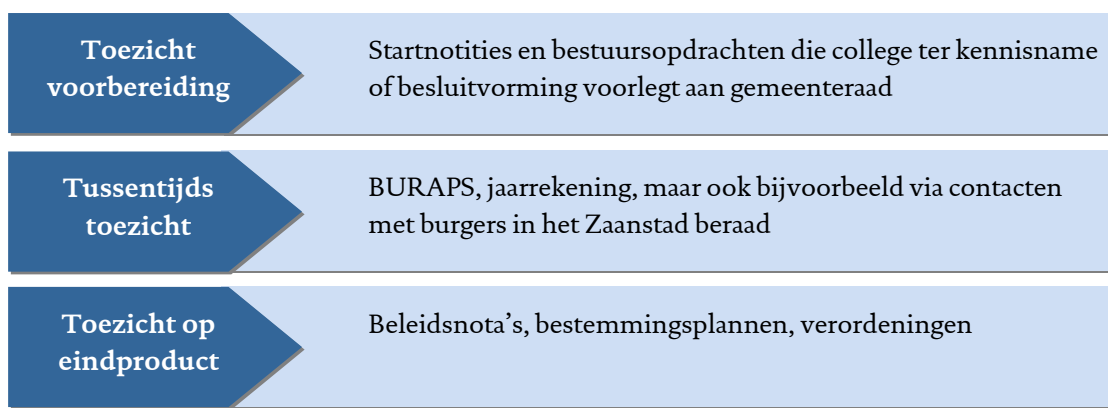 Toezicht
voorbereiding
Startnotities en bestuursopdrachten die college ter kennisname
of besluitvorming voorlegt aan gemeenteraad
Tussentijds
toezicht
BURAPS, jaarrekening, maar ook bijvoorbeeld via contacten
met burgers in het Zaanstad beraad
Toezicht op
eindproduct
Beleidsnota’s, bestemmingsplannen, verordeningen